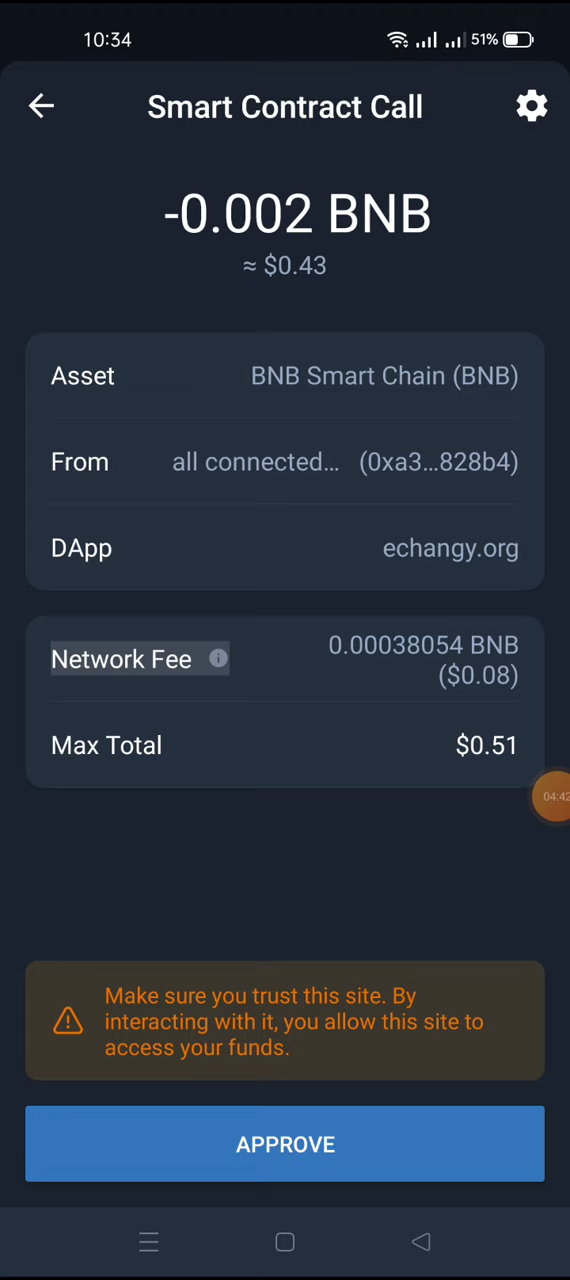 10:34
51%
Smart Contract Call
-0.002 BNB
≈ $0.43
Asset BNB Smart Chain (BNB)
From all connected... (0xa3...828b4)
DApp echangy.org
Network Fee 0.00038054 BNB
($0.08)
Max Total $0.51
04:42
Make sure you trust this site. By
interacting with it, you allow this site to
access your funds.
APPROVE